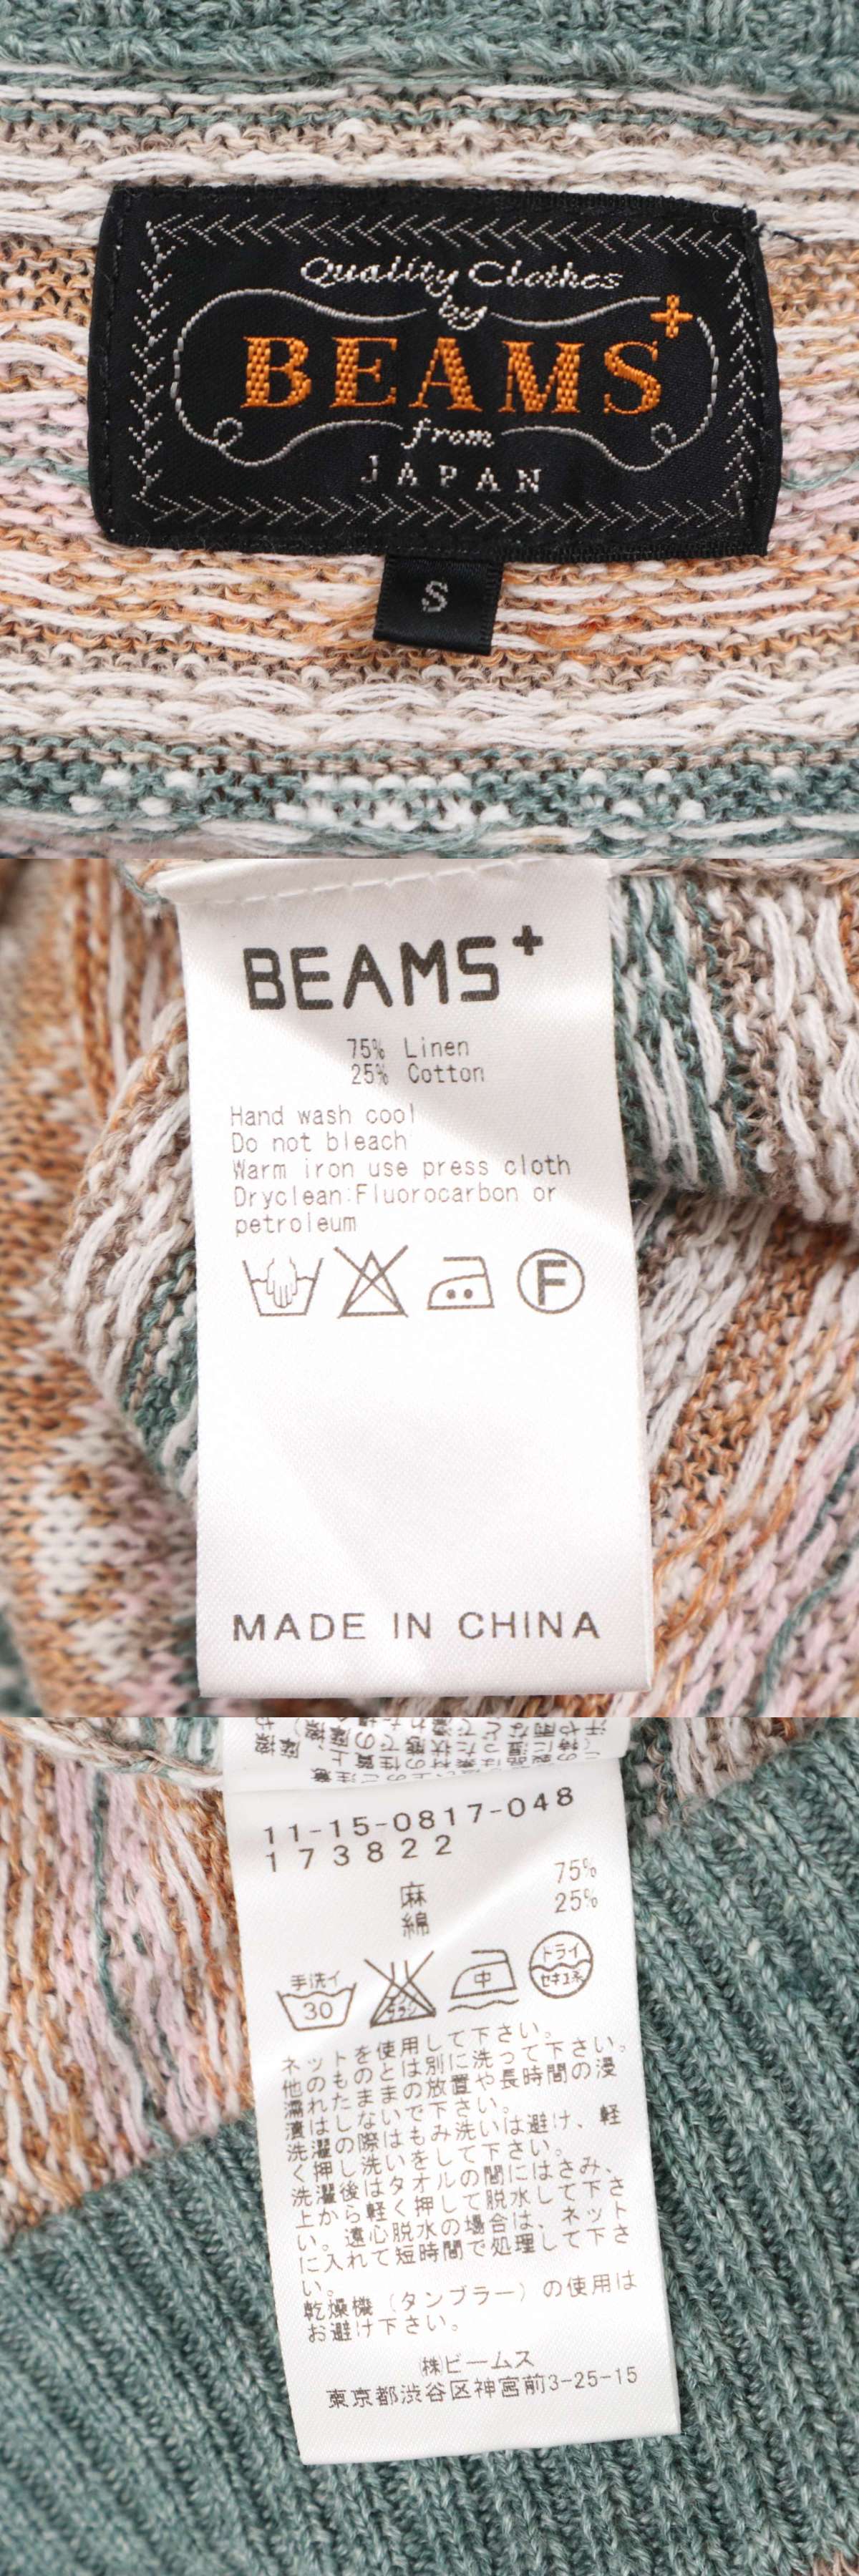 Quality Clothes
by
BEAMS+
from
JAPAN
S
BEAMS+
75% Linen
25% Cotton
Hand wash cool
Do not bleach
Warm iron use press cloth
Dryclean:Fluorocarbon or
petroleum
F
MADE IN CHINA
11-15-0817-048
173822
麻 75%
綿 25%
手洗イ
30
中
ドライ
セキユ系
ネットを使用して下さい。
他のものとは別に洗って下さい。
濡れたままの放置や長時間の浸
漬はしないで下さい。
洗濯の際はもみ洗いは避け、軽
く押し洗いをして下さい。
洗濯後はタオルの間にはさみ、
上から軽く押して脱水して下さ
い。遠心脱水の場合は、ネット
に入れて短時間で処理して下さ
い。
乾燥機（タンブラー）の使用は
お避け下さい。
㈱ビームス
東京都渋谷区神宮前3-25-15